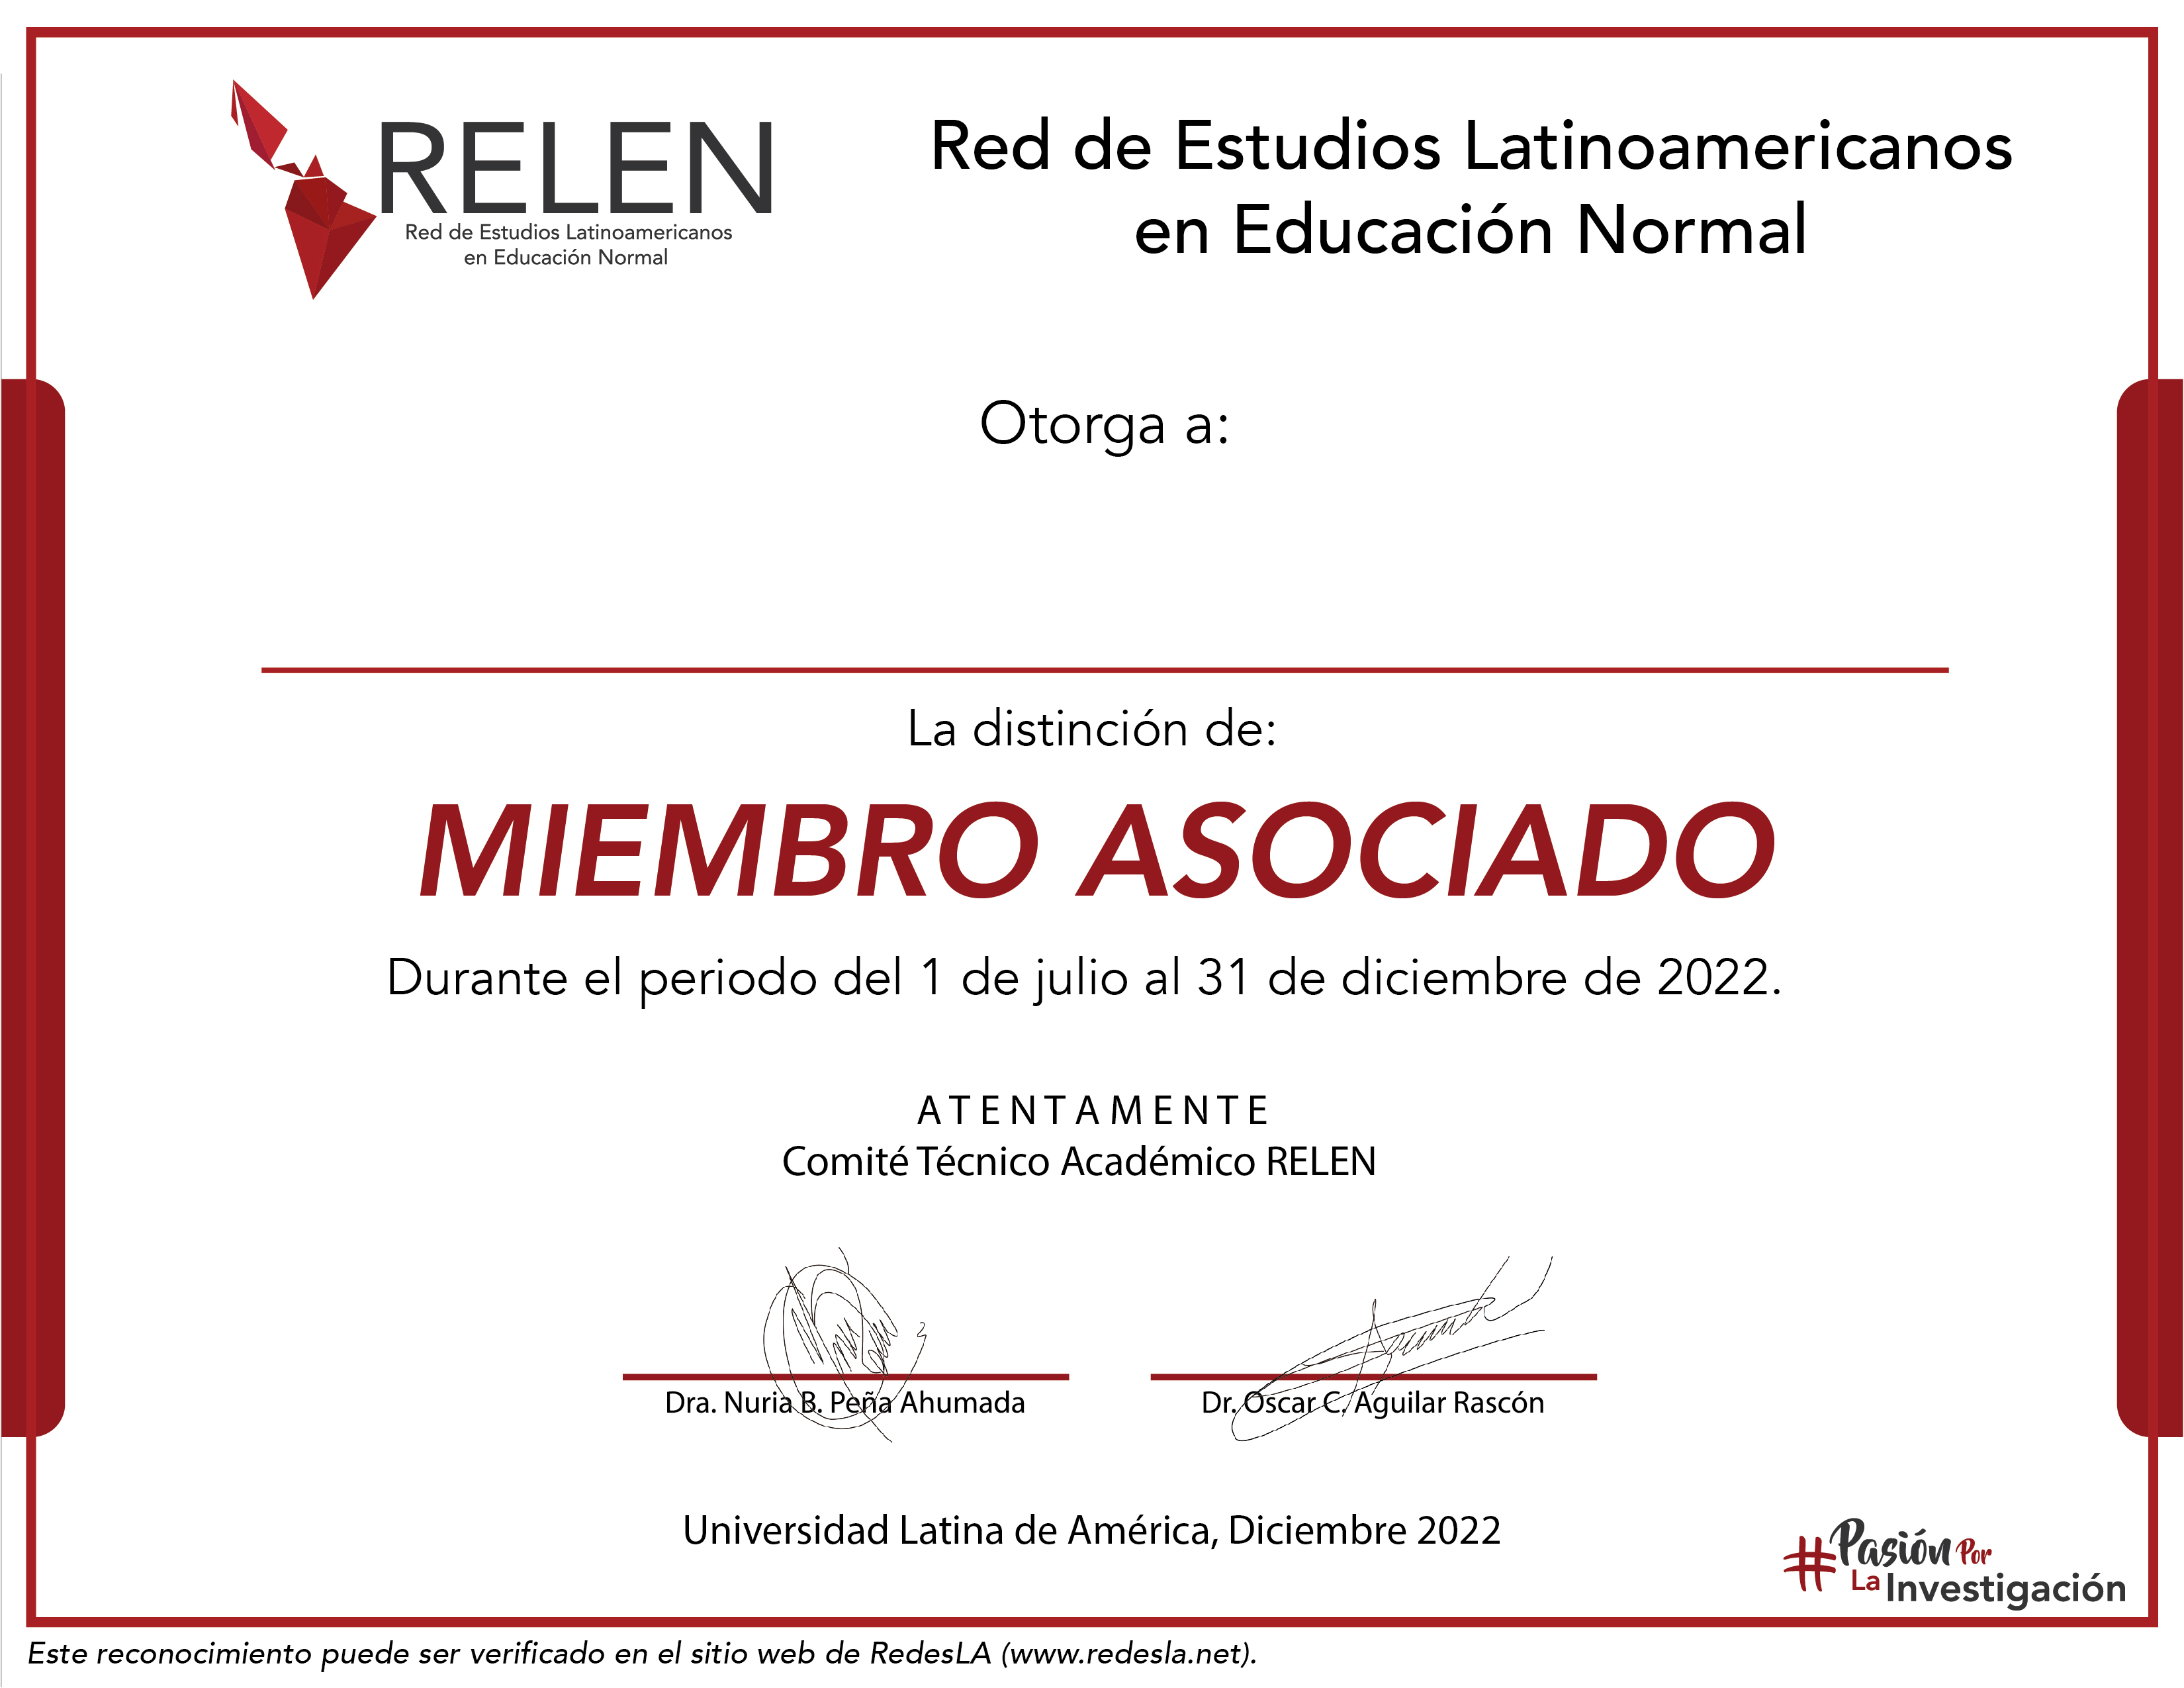 RELEN
Red de Estudios Latinoamericanos
en Educación Normal
Red de Estudios Latinoamericanos
en Educación Normal
Otorga a:
La distinción de:
MIEMBRO ASOCIADO
Durante el periodo del 1 de julio al 31 de diciembre de 2022.
ATENTAMENTE
Comité Técnico Académico RELEN
Dra. Nuria B. Peña Ahumada
Dr. Oscar C. Aguilar Rascón
Universidad Latina de América, Diciembre 2022
#Pasión Por
La Investigación
Este reconocimiento puede ser verificado en el sitio web de RedesLA (www.redesla.net).